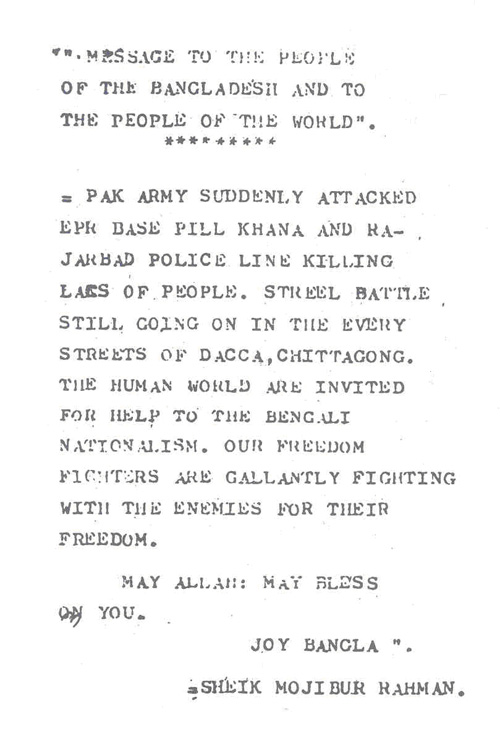 "". MESSAGE TO THE PEOPLE
OF THE BANGLADESH AND TO
THE PEOPLE OF THE WORLD".
*********
= PAK ARMY SUDDENLY ATTACKED
EPR BASE PILL KHANA AND RA-
JARBAD POLICE LINE KILLING
LACS OF PEOPLE. STREEL BATTLE
STILL GOING ON IN THE EVERY
STREETS OF DACCA,CHITTAGONG.
THE HUMAN WORLD ARE INVITED
FOR HELP TO THE BENGALI
NATIONALISM. OUR FREEDOM
FIGHTERS ARE GALLANTLY FIGHTING
WITH THE ENEMIES FOR THEIR
FREEDOM.
MAY ALLAH: MAY BLESS
ON YOU.
JOY BANGLA ".
=SHEIK MOJIBUR RAHMAN.